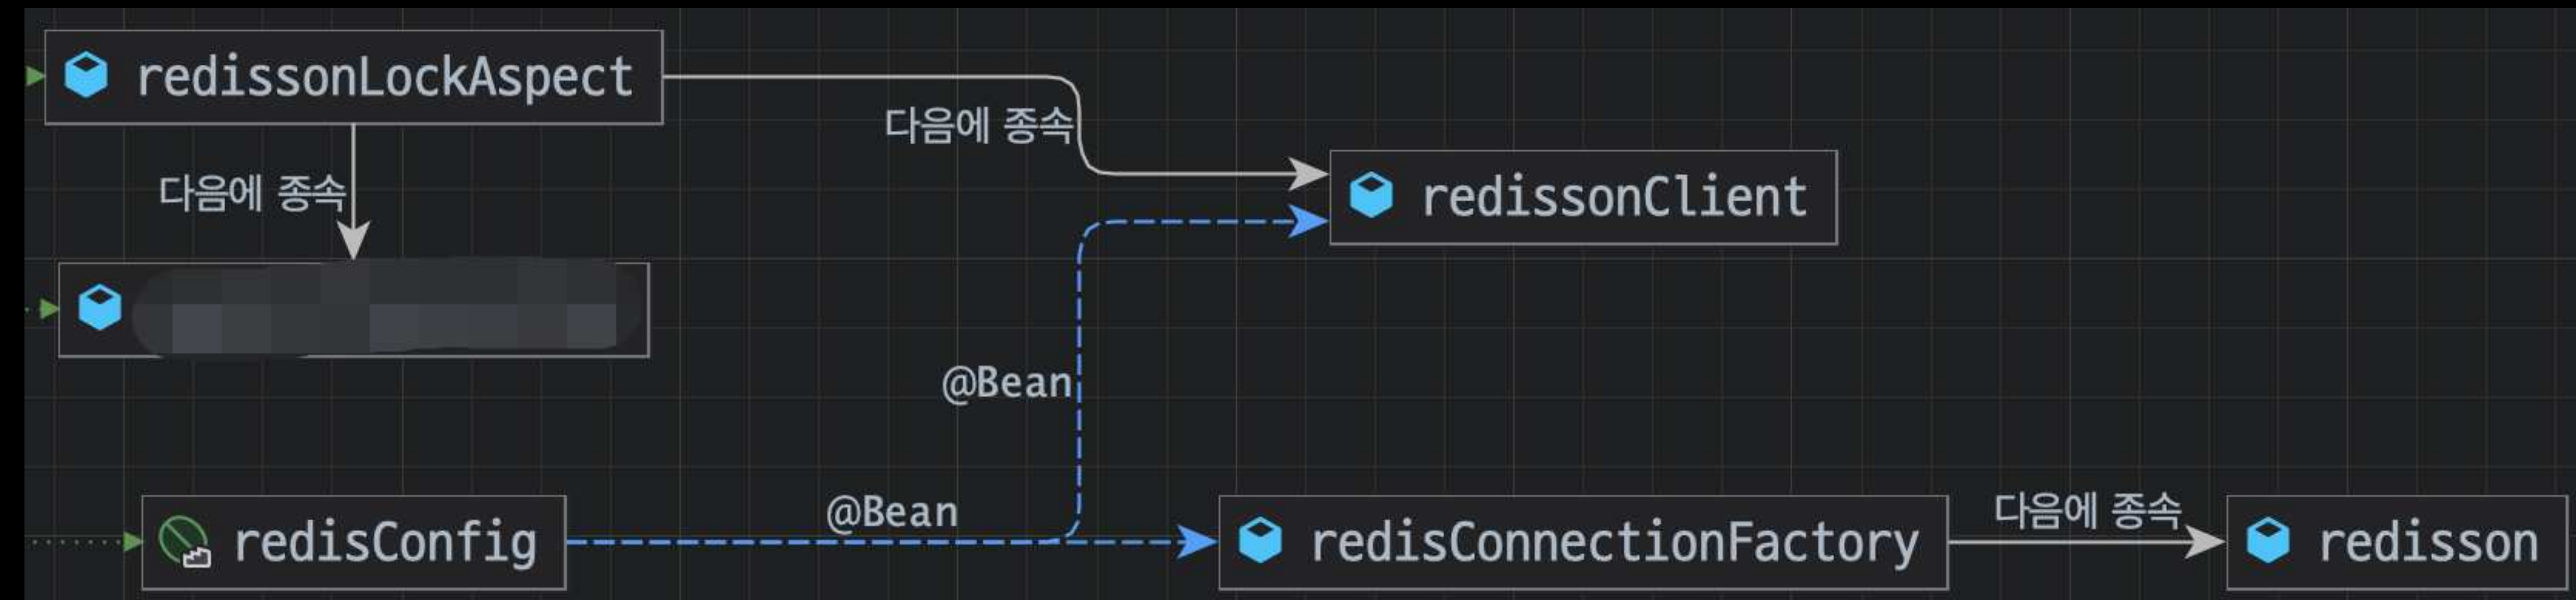 redissonLockAspect
다음에 종속
redissonClient
다음에 종속
@Bean
@Bean
redisConfig
redisConnectionFactory
다음에 종속
redisson